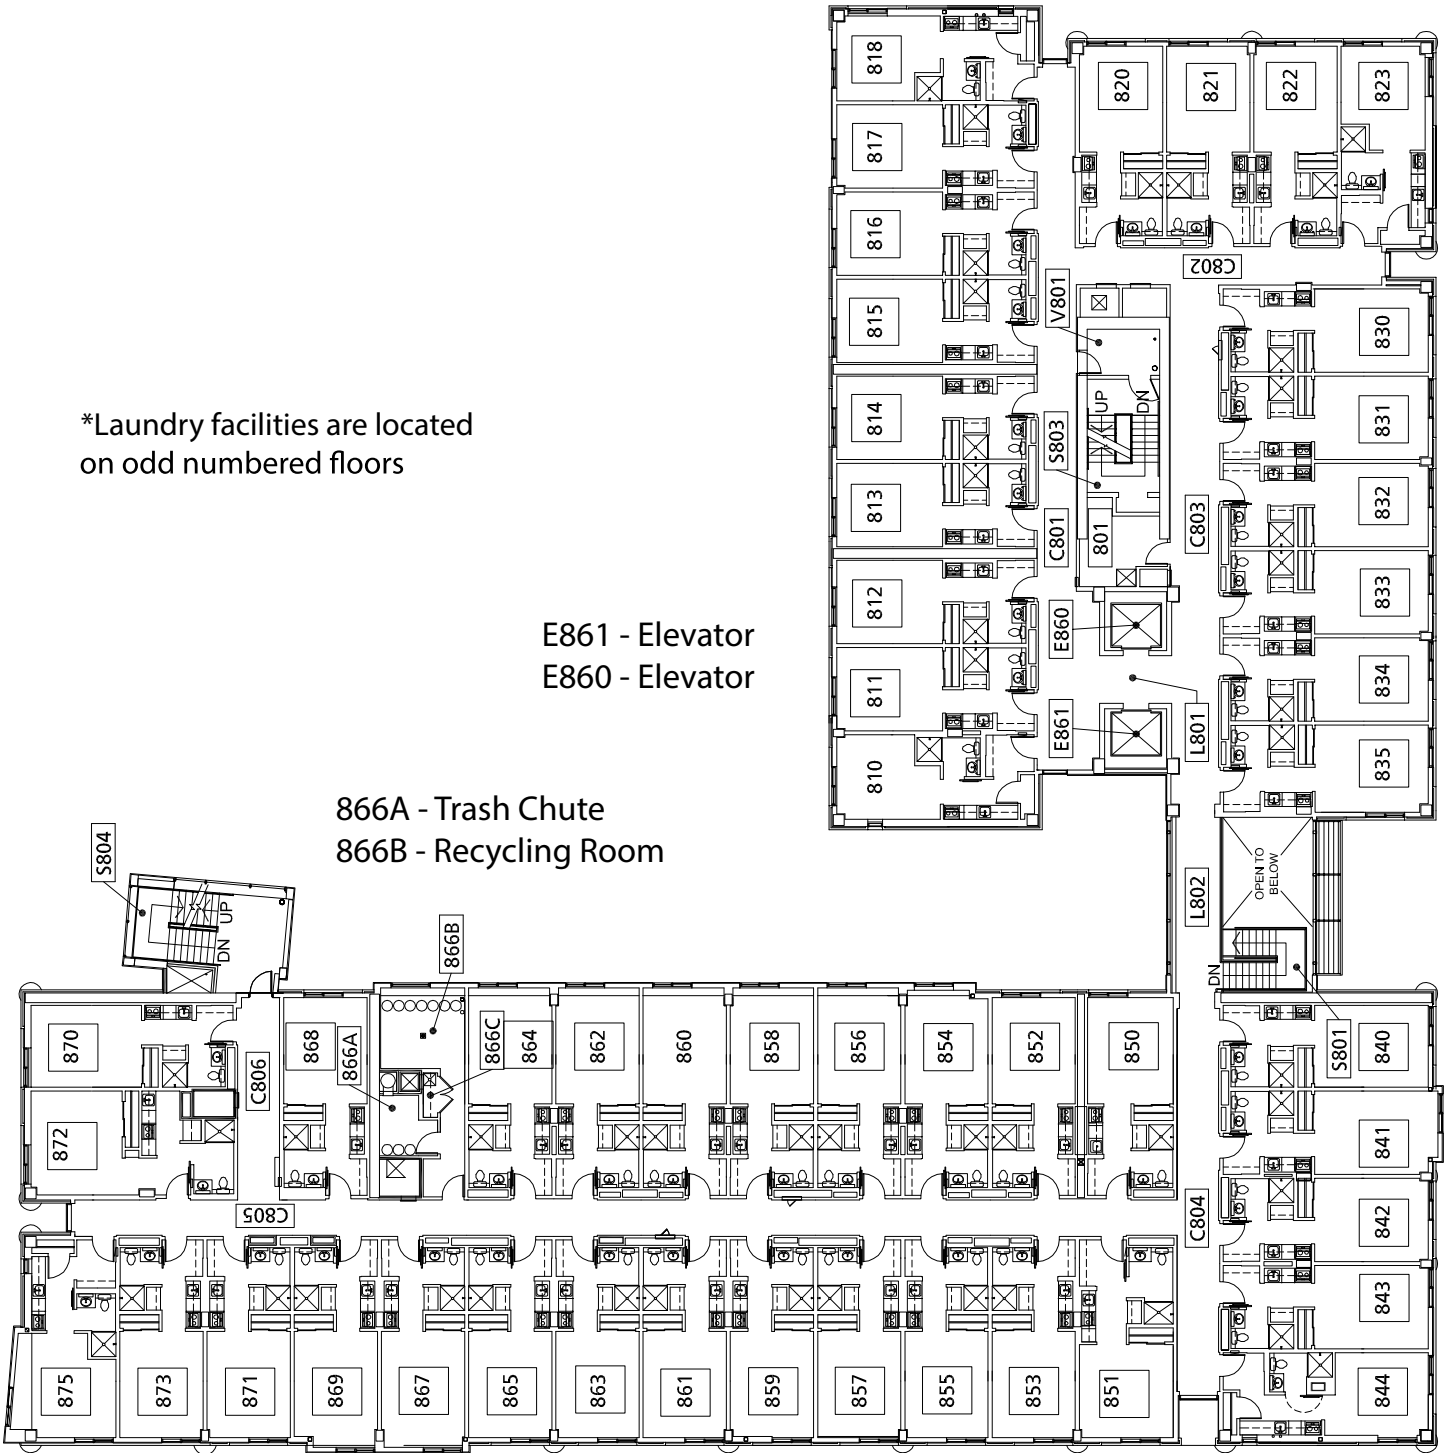 818
817
816
815
814
813
812
811
810
820
821
822
823
C802
V801
UP
DN
S803
C801
801
C803
E860
E861
L801
830
831
832
833
834
835
*Laundry facilities are located
on odd numbered floors
E861 - Elevator
E860 - Elevator
866A - Trash Chute
866B - Recycling Room
L802
OPEN TO
BELOW
DN
S801
S804
UP
DN
866B
870
872
C806
868
866A
866C
864
862
860
858
856
854
852
850
840
841
842
843
844
C804
C805
875
873
871
869
867
865
863
861
859
857
855
853
851